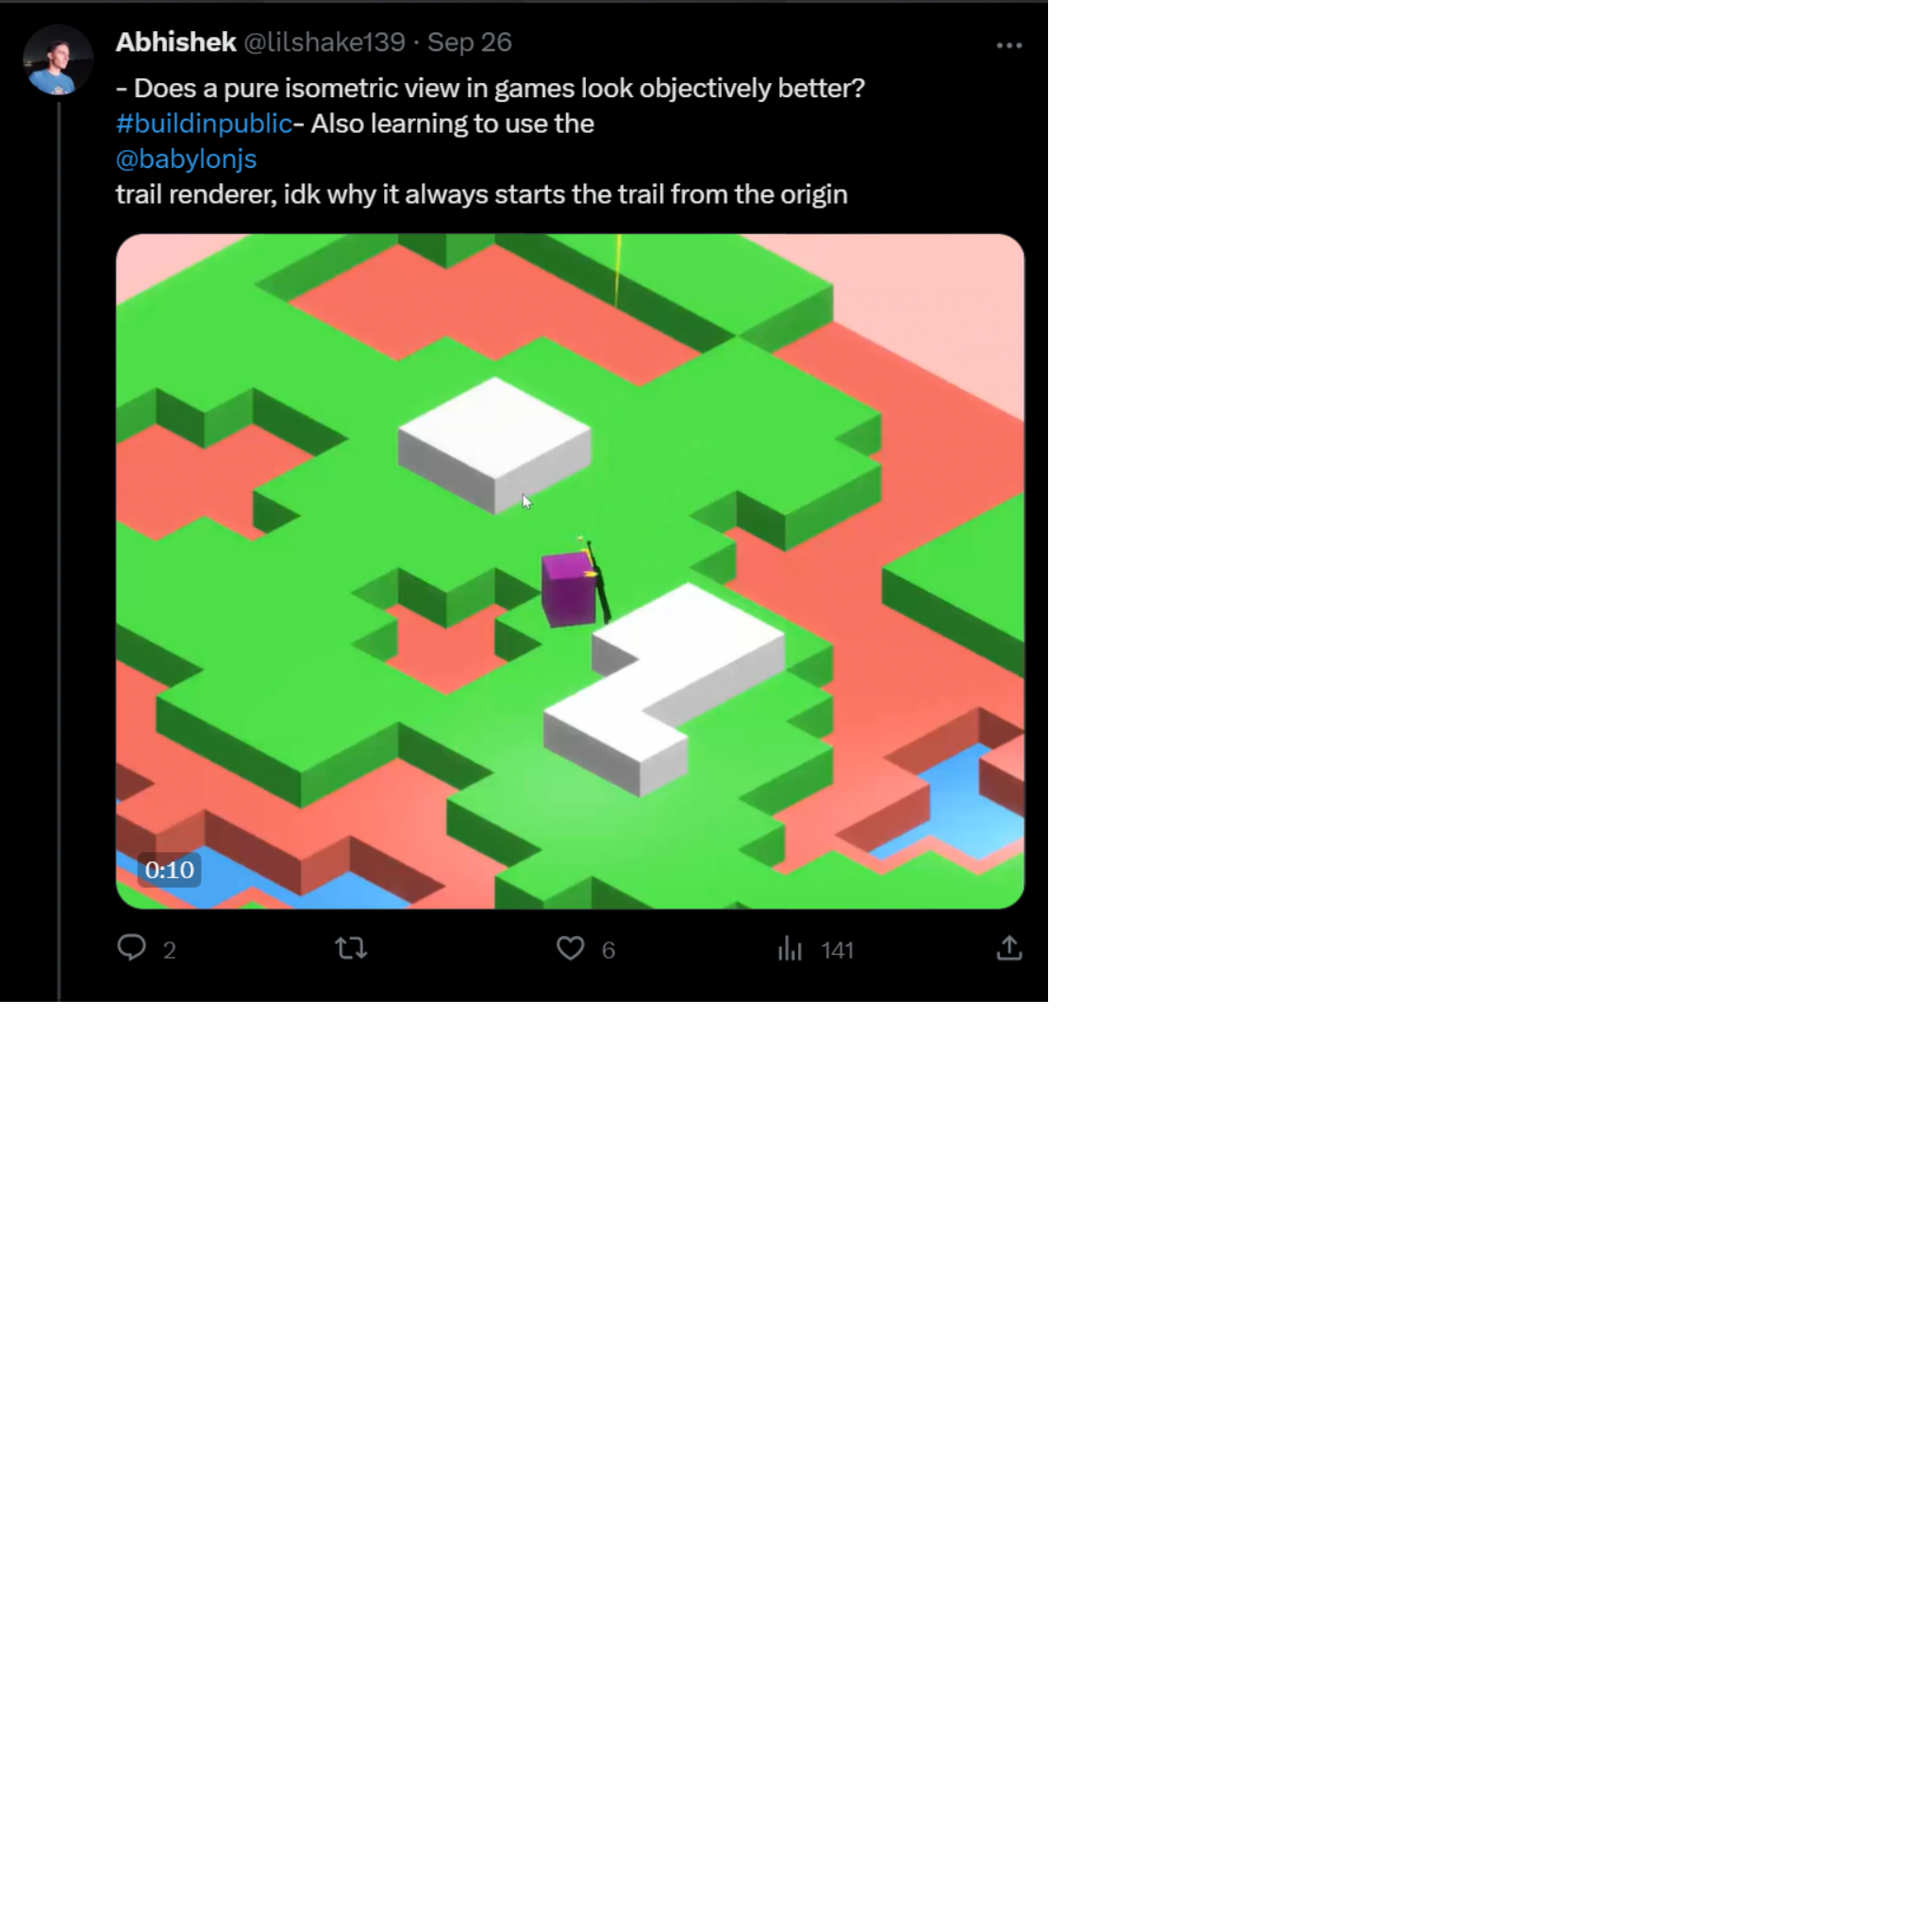 Abhishek @lilshake139 · Sep 26
- Does a pure isometric view in games look objectively better?
#buildinpublic- Also learning to use the
@babylonjs
trail renderer, idk why it always starts the trail from the origin
0:10
2 6 141